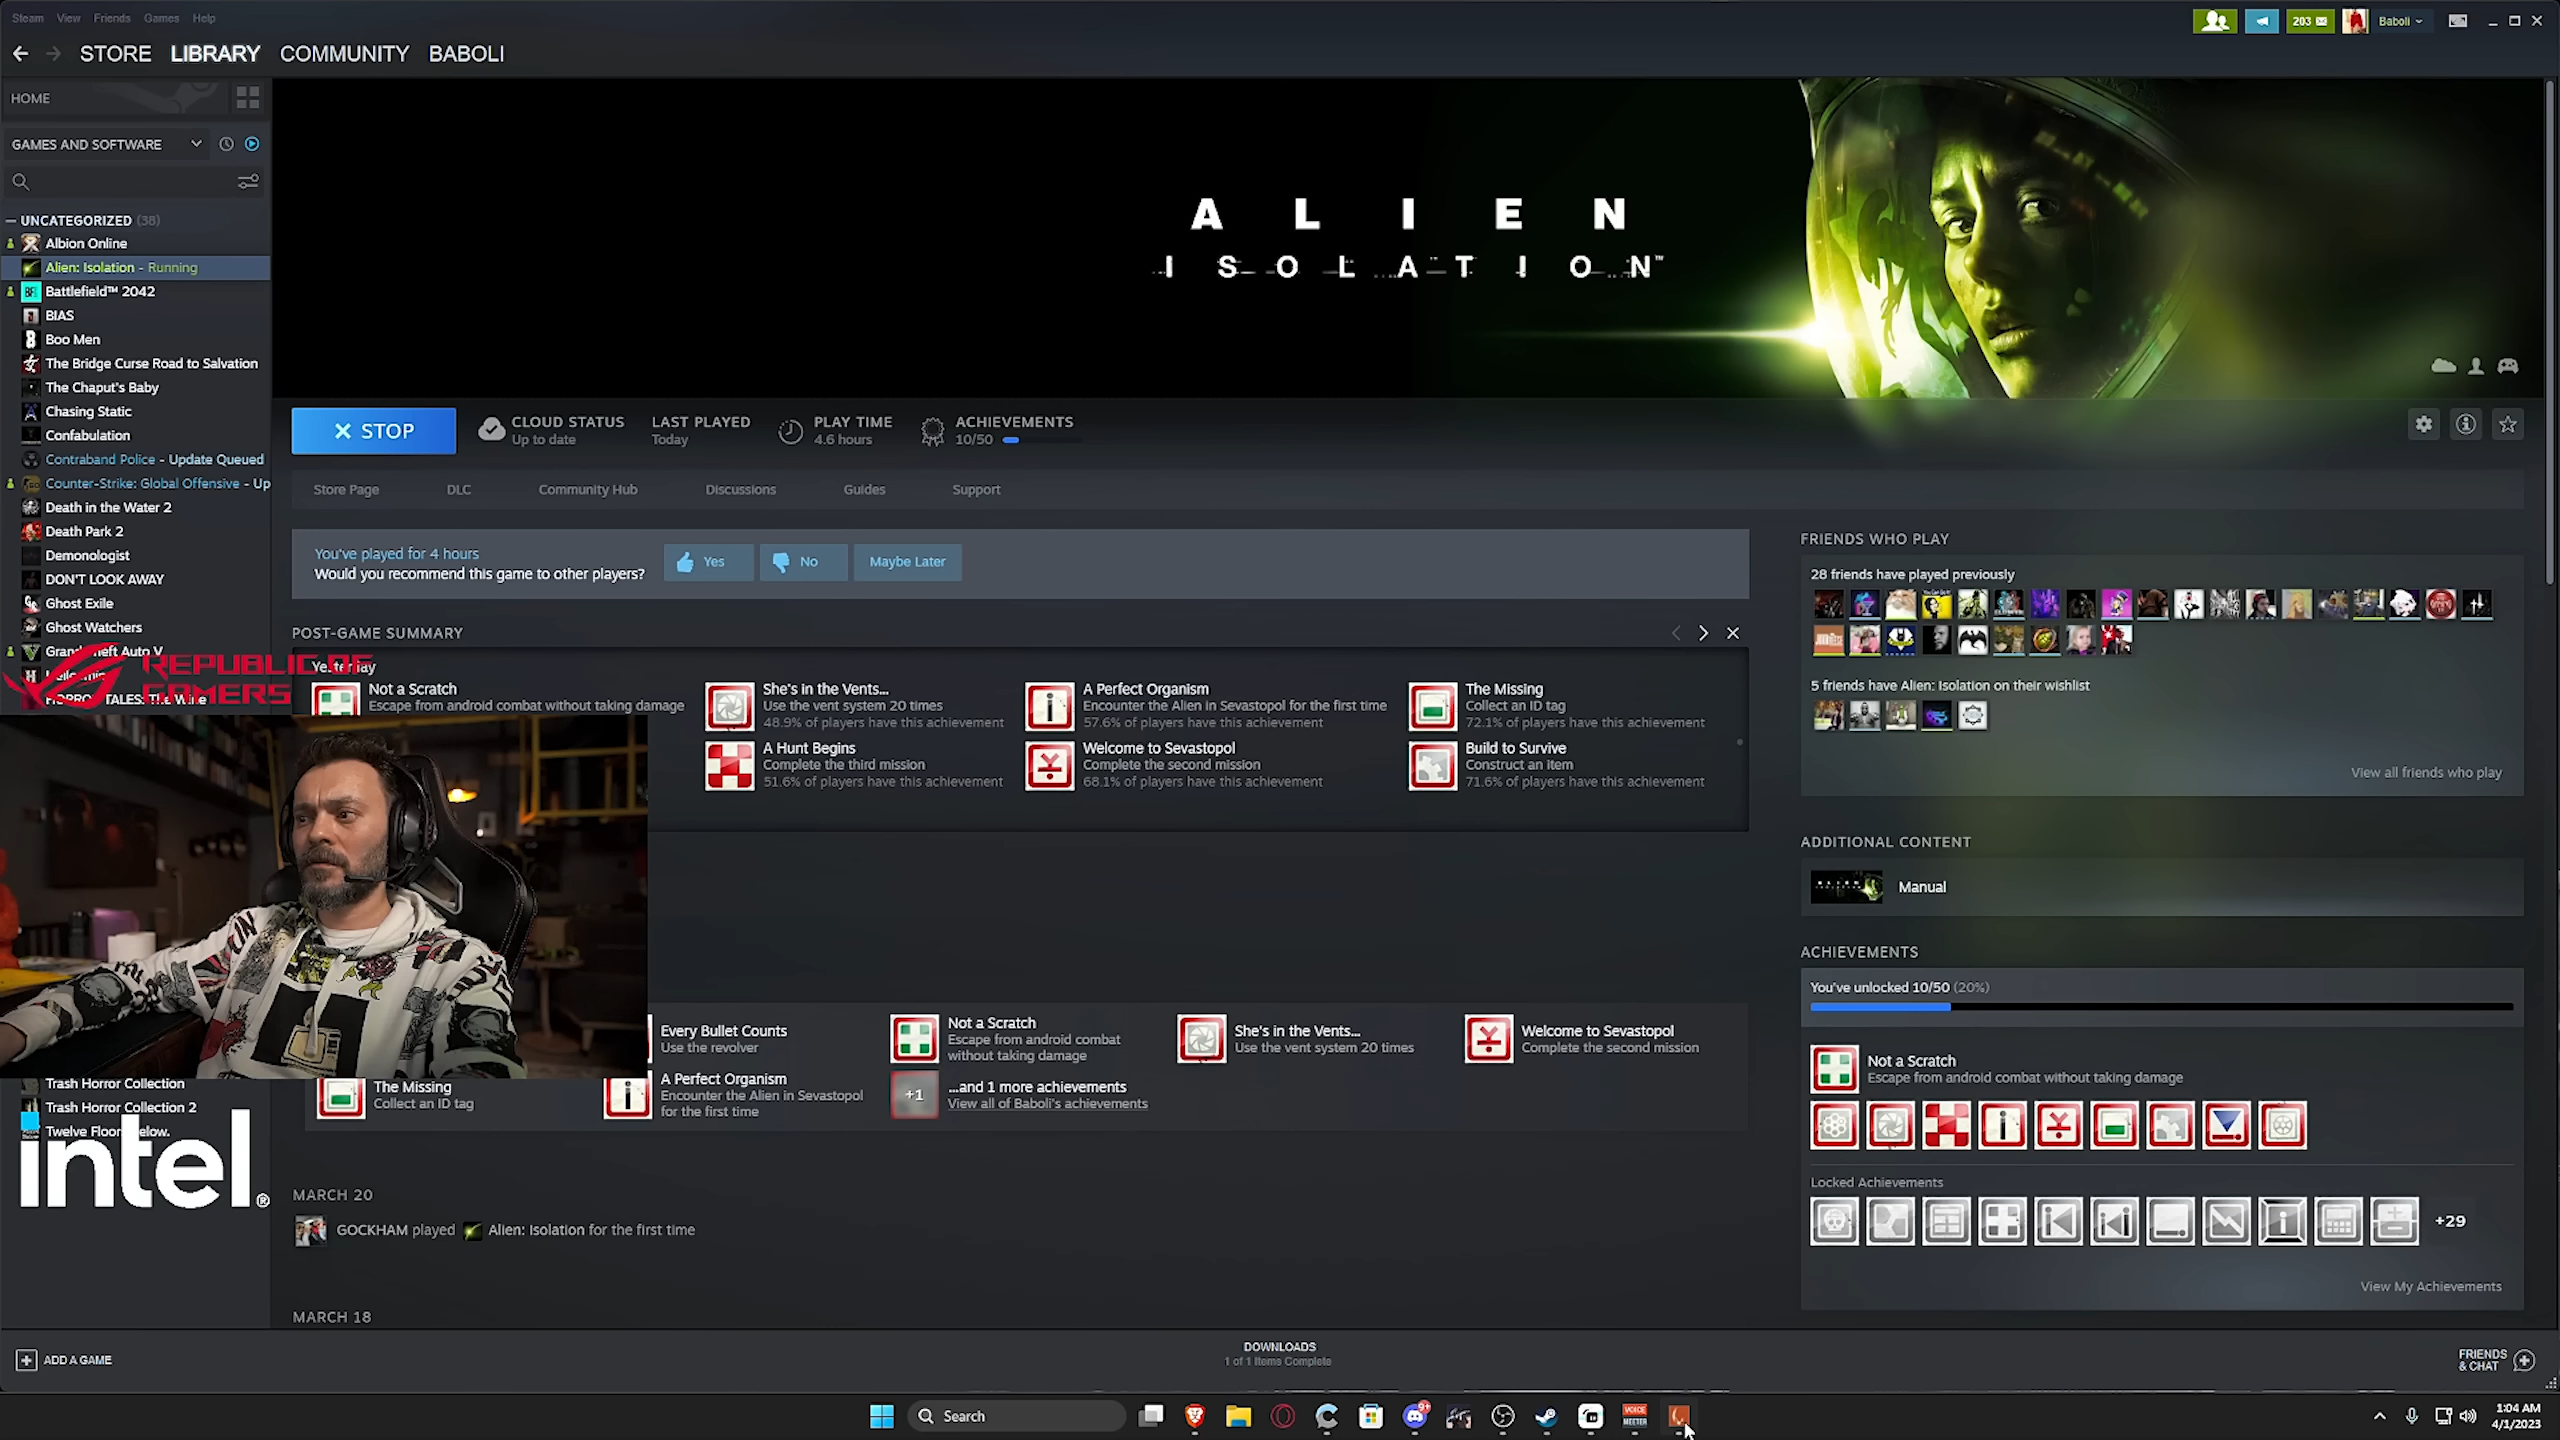 Steam View Friends Games Help
203
Baboli
STORE LIBRARY COMMUNITY BABOLI
HOME
GAMES AND SOFTWARE
UNCATEGORIZED (38)
Albion Online
Alien: Isolation - Running
Battlefield™ 2042
BIAS
Boo Men
The Bridge Curse Road to Salvation
The Chaput's Baby
Chasing Static
Confabulation
Contraband Police - Update Queued
Counter-Strike: Global Offensive - Up
Death in the Water 2
Death Park 2
Demonologist
DON'T LOOK AWAY
Ghost Exile
Ghost Watchers
Grand Theft Auto V
REPUBLIC OF
GAMERS
TALES: The Wine
Trash Horror Collection
Trash Horror Collection 2
Twelve Floors below.
intel®
ADD A GAME
ALIEN
ISOLATION™
STOP
CLOUD STATUS
Up to date
LAST PLAYED
Today
PLAY TIME
4.6 hours
ACHIEVEMENTS
10/50
Store Page DLC Community Hub Discussions Guides Support
You've played for 4 hours
Would you recommend this game to other players?
Yes No Maybe Later
POST-GAME SUMMARY
Yesterday
Not a Scratch
Escape from android combat without taking damage
She's in the Vents...
Use the vent system 20 times
48.9% of players have this achievement
A Perfect Organism
Encounter the Alien in Sevastopol for the first time
57.6% of players have this achievement
The Missing
Collect an ID tag
72.1% of players have this achievement
A Hunt Begins
Complete the third mission
51.6% of players have this achievement
Welcome to Sevastopol
Complete the second mission
68.1% of players have this achievement
Build to Survive
Construct an item
71.6% of players have this achievement
Every Bullet Counts
Use the revolver
Not a Scratch
Escape from android combat
without taking damage
She's in the Vents...
Use the vent system 20 times
Welcome to Sevastopol
Complete the second mission
The Missing
Collect an ID tag
A Perfect Organism
Encounter the Alien in Sevastopol
for the first time
+1
...and 1 more achievements
View all of Baboli's achievements
MARCH 20
GOCKHAM played Alien: Isolation for the first time
MARCH 18
FRIENDS WHO PLAY
28 friends have played previously
5 friends have Alien: Isolation on their wishlist
View all friends who play
ADDITIONAL CONTENT
Manual
ACHIEVEMENTS
You've unlocked 10/50 (20%)
Not a Scratch
Escape from android combat without taking damage
Locked Achievements
+29
View My Achievements
DOWNLOADS
1 of 1 Items Complete
FRIENDS
& CHAT
Search
9+
VOICE
MEETER
1:04 AM
4/1/2023